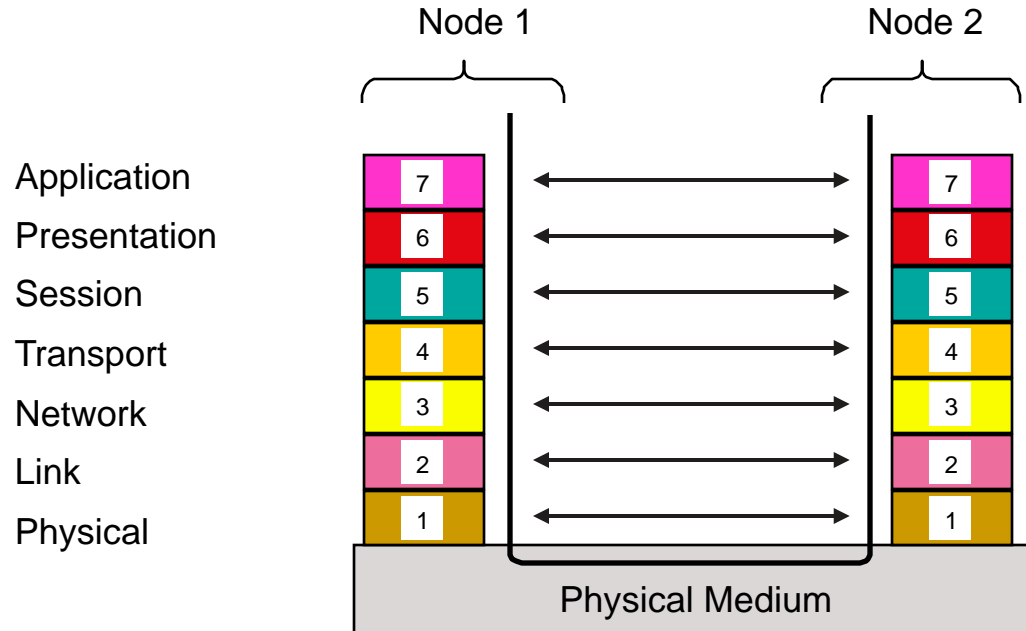 Node 1 Node 2
Application 7 7
Presentation 6 6
Session 5 5
Transport 4 4
Network 3 3
Link 2 2
Physical 1 1
Physical Medium